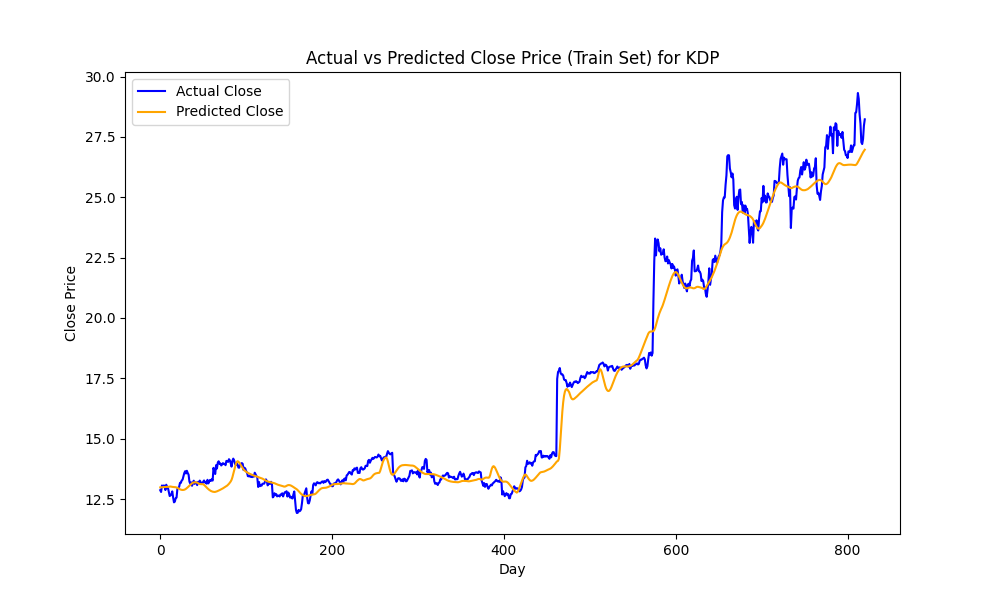 Actual vs Predicted Close Price (Train Set) for KDP
Actual Close
Predicted Close
Close Price
30.0
27.5
25.0
22.5
20.0
17.5
15.0
12.5
0 200 400 600 800
Day